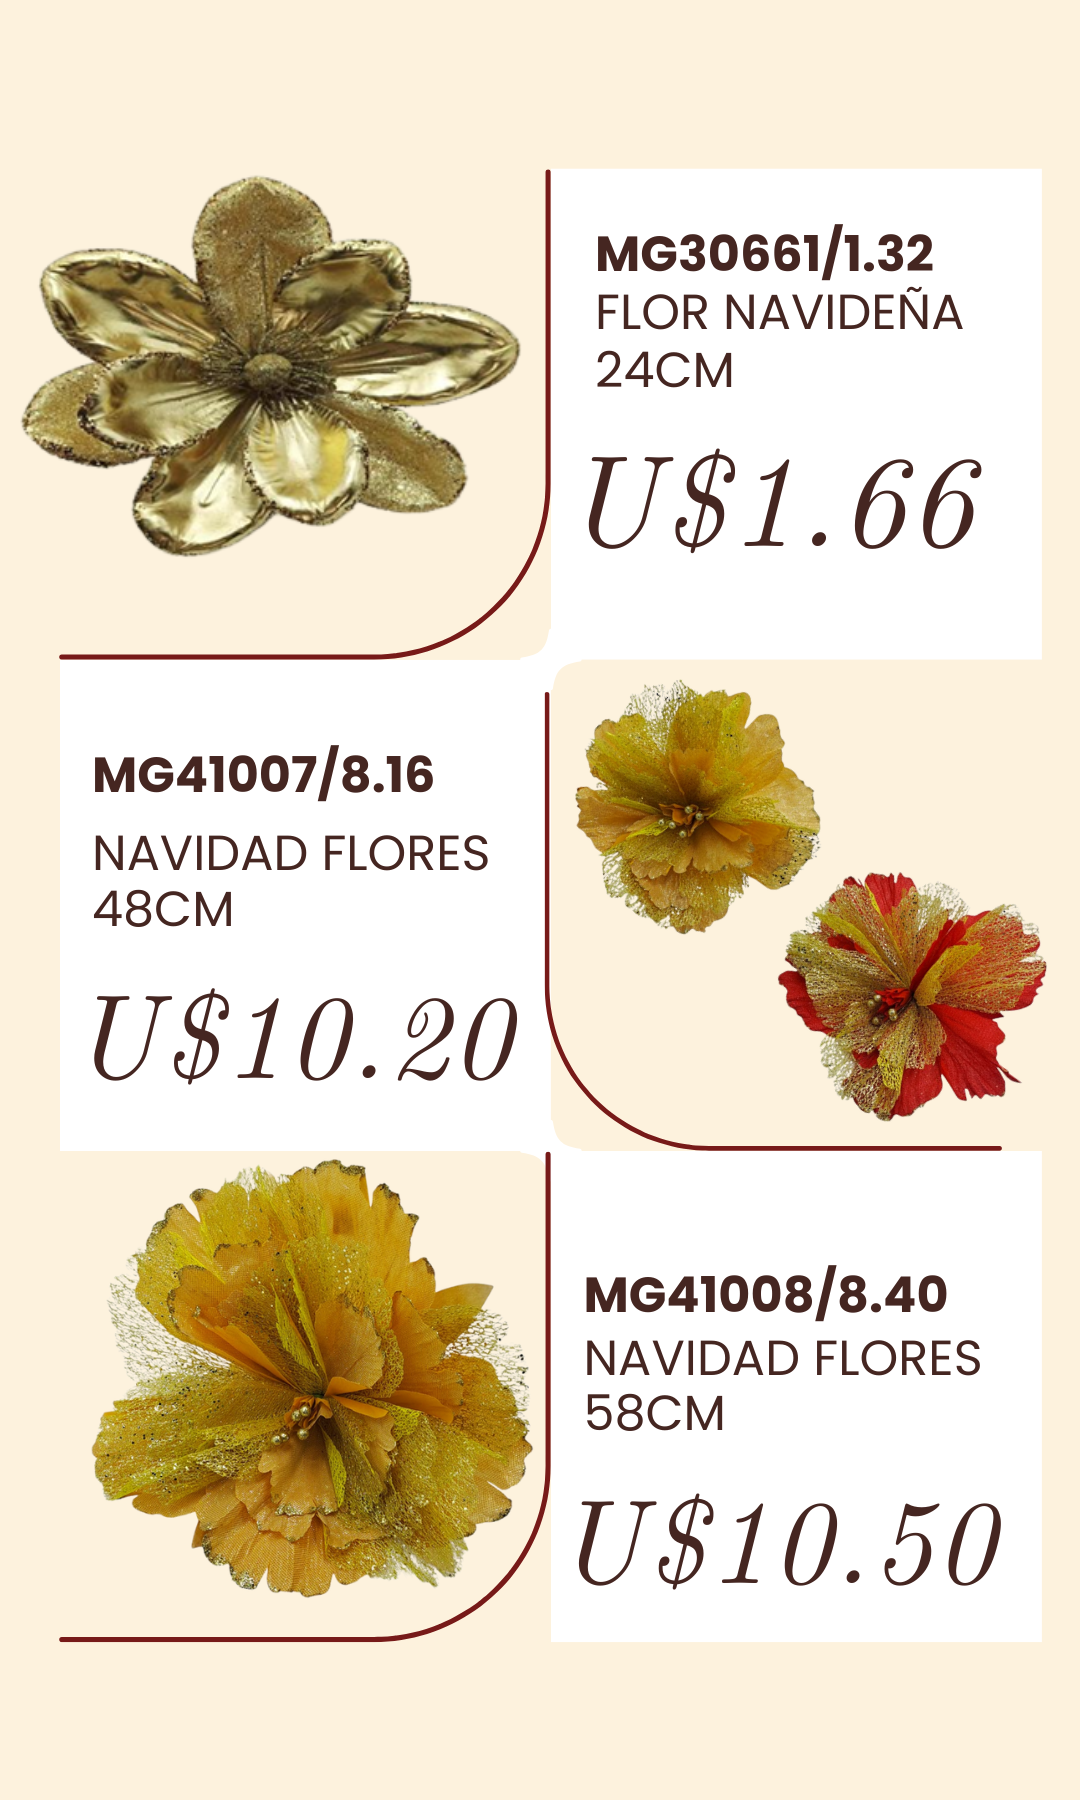 MG30661/1.32
FLOR NAVIDEÑA
24CM
U$1.66
MG41007/8.16
NAVIDAD FLORES
48CM
U$10.20
MG41008/8.40
NAVIDAD FLORES
58CM
U$10.50